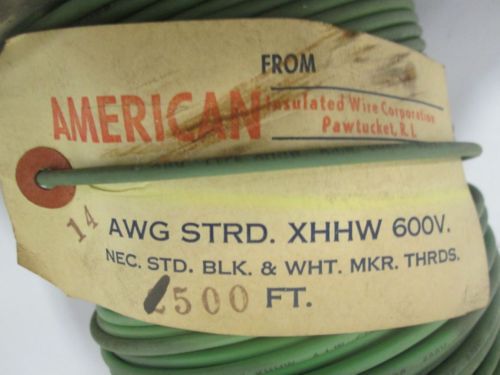 FROM
AMERICAN Insulated Wire Corporation
Pawtucket, R.I.
14 AWG STRD. XHHW 600V.
NEC. STD. BLK. & WHT. MKR. THRDS.
500 FT.
XHHW